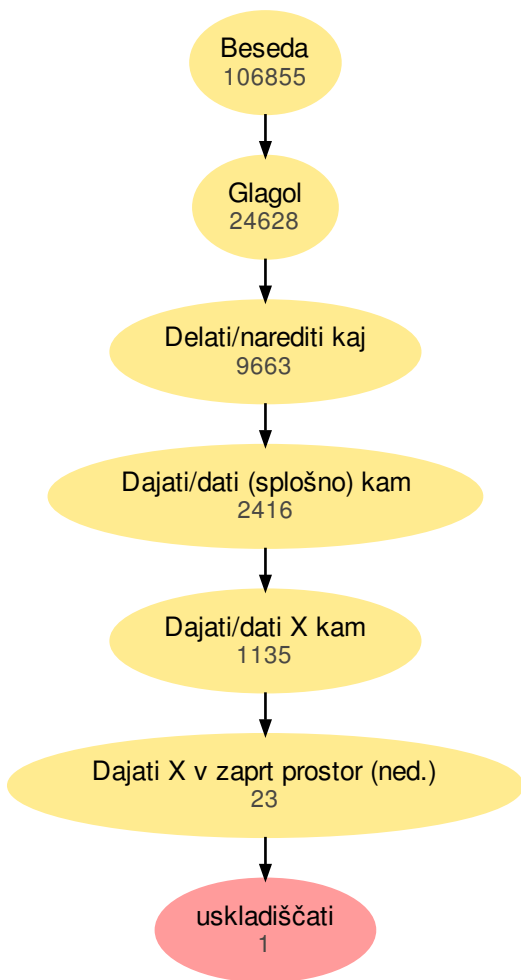 Beseda
106855
Glagol
24628
Delati/narediti kaj
9663
Dajati/dati (splošno) kam
2416
Dajati/dati X kam
1135
Dajati X v zaprt prostor (ned.)
23
uskladiščati
1